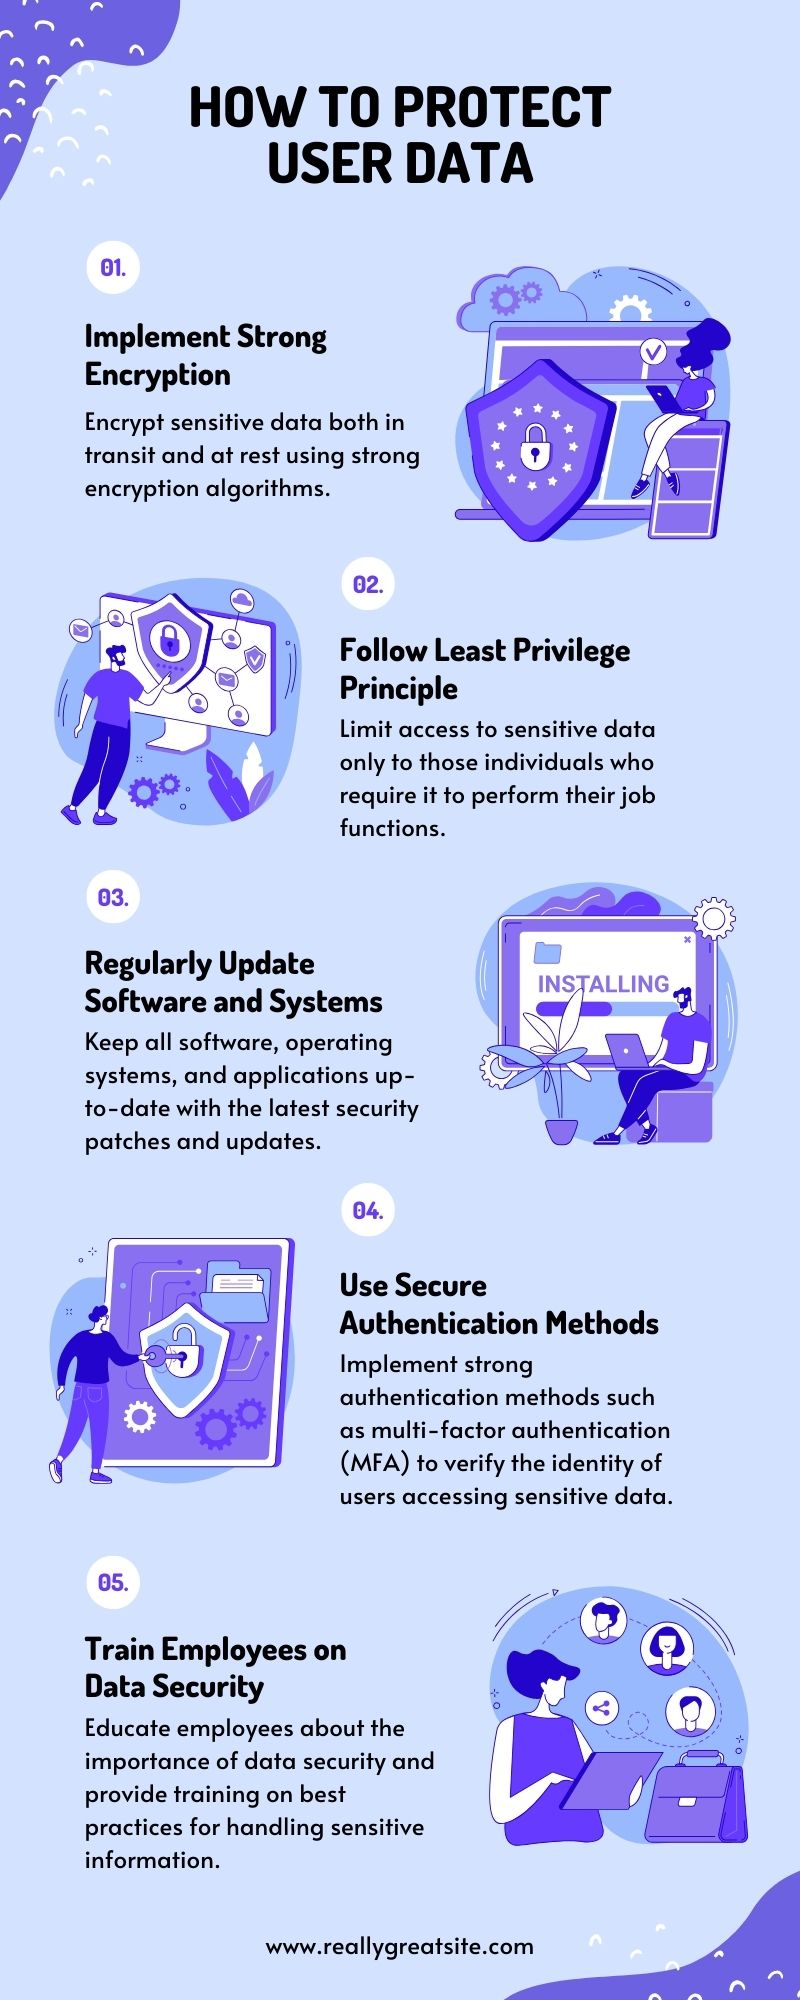 HOW TO PROTECT
USER DATA
01.
Implement Strong
Encryption
Encrypt sensitive data both in
transit and at rest using strong
encryption algorithms.
02.
Follow Least Privilege
Principle
Limit access to sensitive data
only to those individuals who
require it to perform their job
functions.
03.
Regularly Update
Software and Systems
Keep all software, operating
systems, and applications up-
to-date with the latest security
patches and updates.
INSTALLING
04.
Use Secure
Authentication Methods
Implement strong
authentication methods such
as multi-factor authentication
(MFA) to verify the identity of
users accessing sensitive data.
05.
Train Employees on
Data Security
Educate employees about the
importance of data security and
provide training on best
practices for handling sensitive
information.
www.reallygreatsite.com